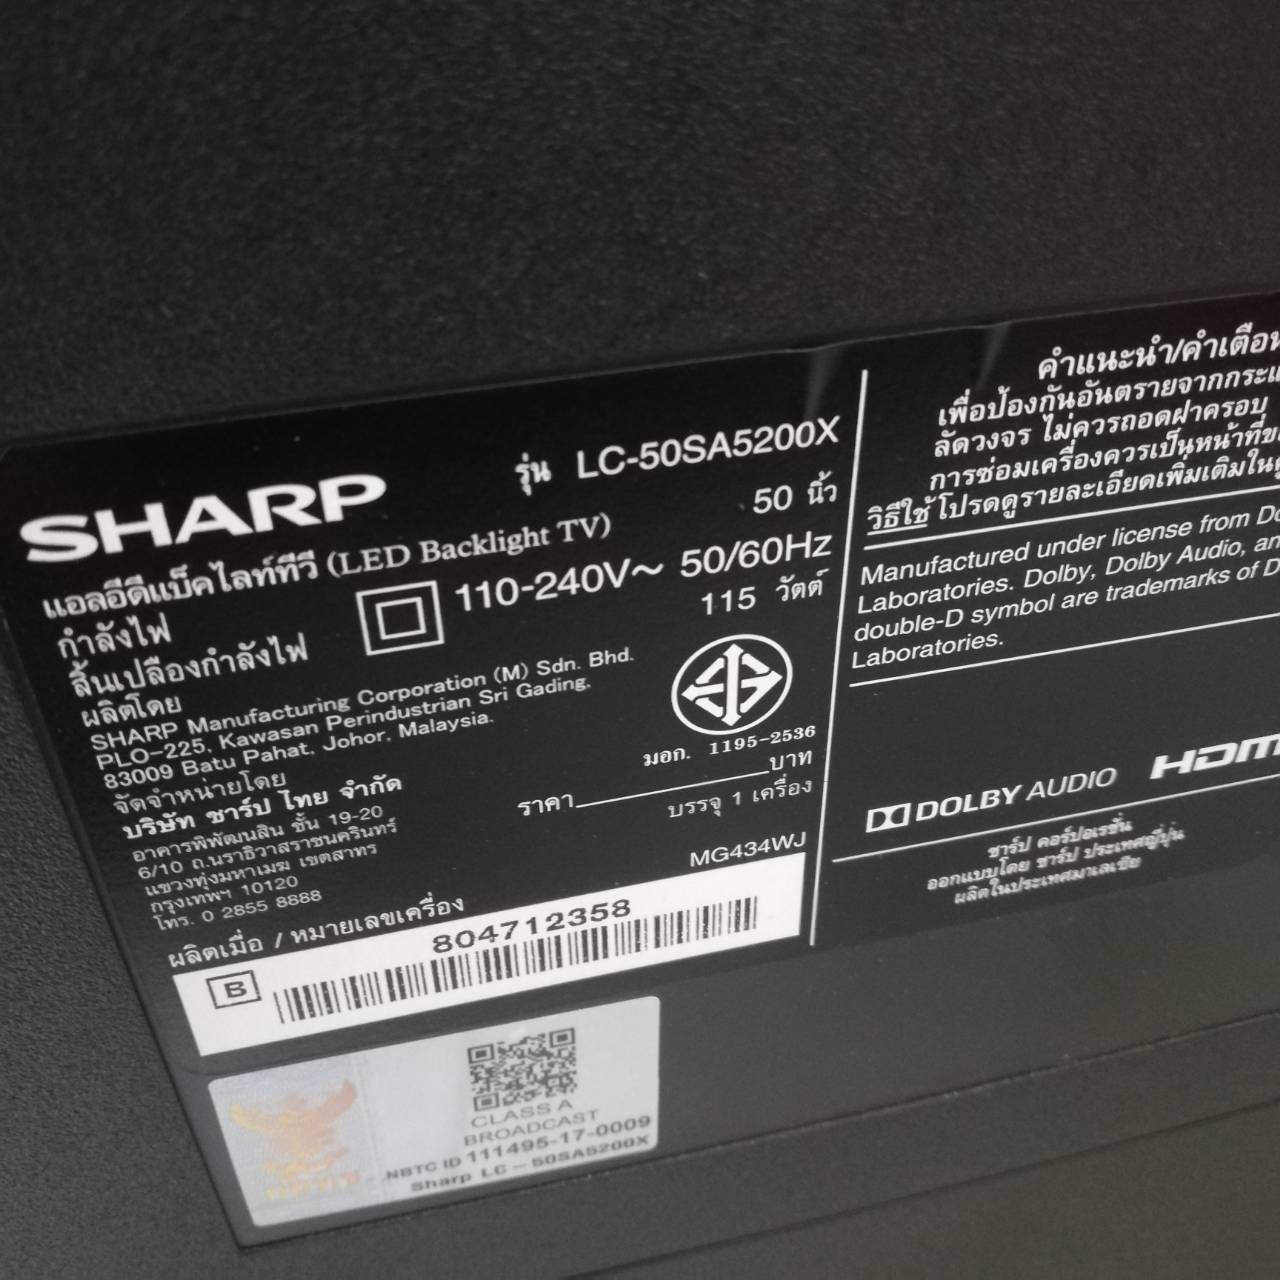 SHARP
รุ่น LC-50SA5200X
50 นิ้ว
แอลอีดีแบ็คไลท์ทีวี (LED Backlight TV)
กำลังไฟ
110-240V~ 50/60Hz
สิ้นเปลืองกำลังไฟ
115 วัตต์
ผลิตโดย
SHARP Manufacturing Corporation (M) Sdn. Bhd.
PLO-225, Kawasan Perindustrian Sri Gading,
83009 Batu Pahat, Johor, Malaysia.
มอก. 1195-2536
จัดจำหน่ายโดย
บริษัท ชาร์ป ไทย จำกัด
อาคารพิพัฒนสิน ชั้น 19-20
6/10 ถ.นราธิวาสราชนครินทร์
แขวงทุ่งมหาเมฆ เขตสาทร
กรุงเทพฯ 10120
โทร. 0 2855 8888
ราคา บาท
บรรจุ 1 เครื่อง
MG434WJ
ผลิตเมื่อ / หมายเลขเครื่อง
804712358
B
CLASS A
BROADCAST
NBTC ID 111495-17-0009
Sharp LC-50SA5200X
คำแนะนำ/คำเตือน
เพื่อป้องกันอันตรายจากกระแ
ลัดวงจร ไม่ควรถอดฝาครอบ
การซ่อมเครื่องควรเป็นหน้าที่ขอ
วิธีใช้ โปรดดูรายละเอียดเพิ่มเติมใน
Manufactured under license from Do
Laboratories. Dolby, Dolby Audio, an
double-D symbol are trademarks of D
Laboratories.
DOLBY AUDIO
HDMI
ชาร์ป คอร์ปอเรชั่น
ออกแบบโดย ชาร์ป ประเทศญี่ปุ่น
ผลิตในประเทศมาเลเซีย